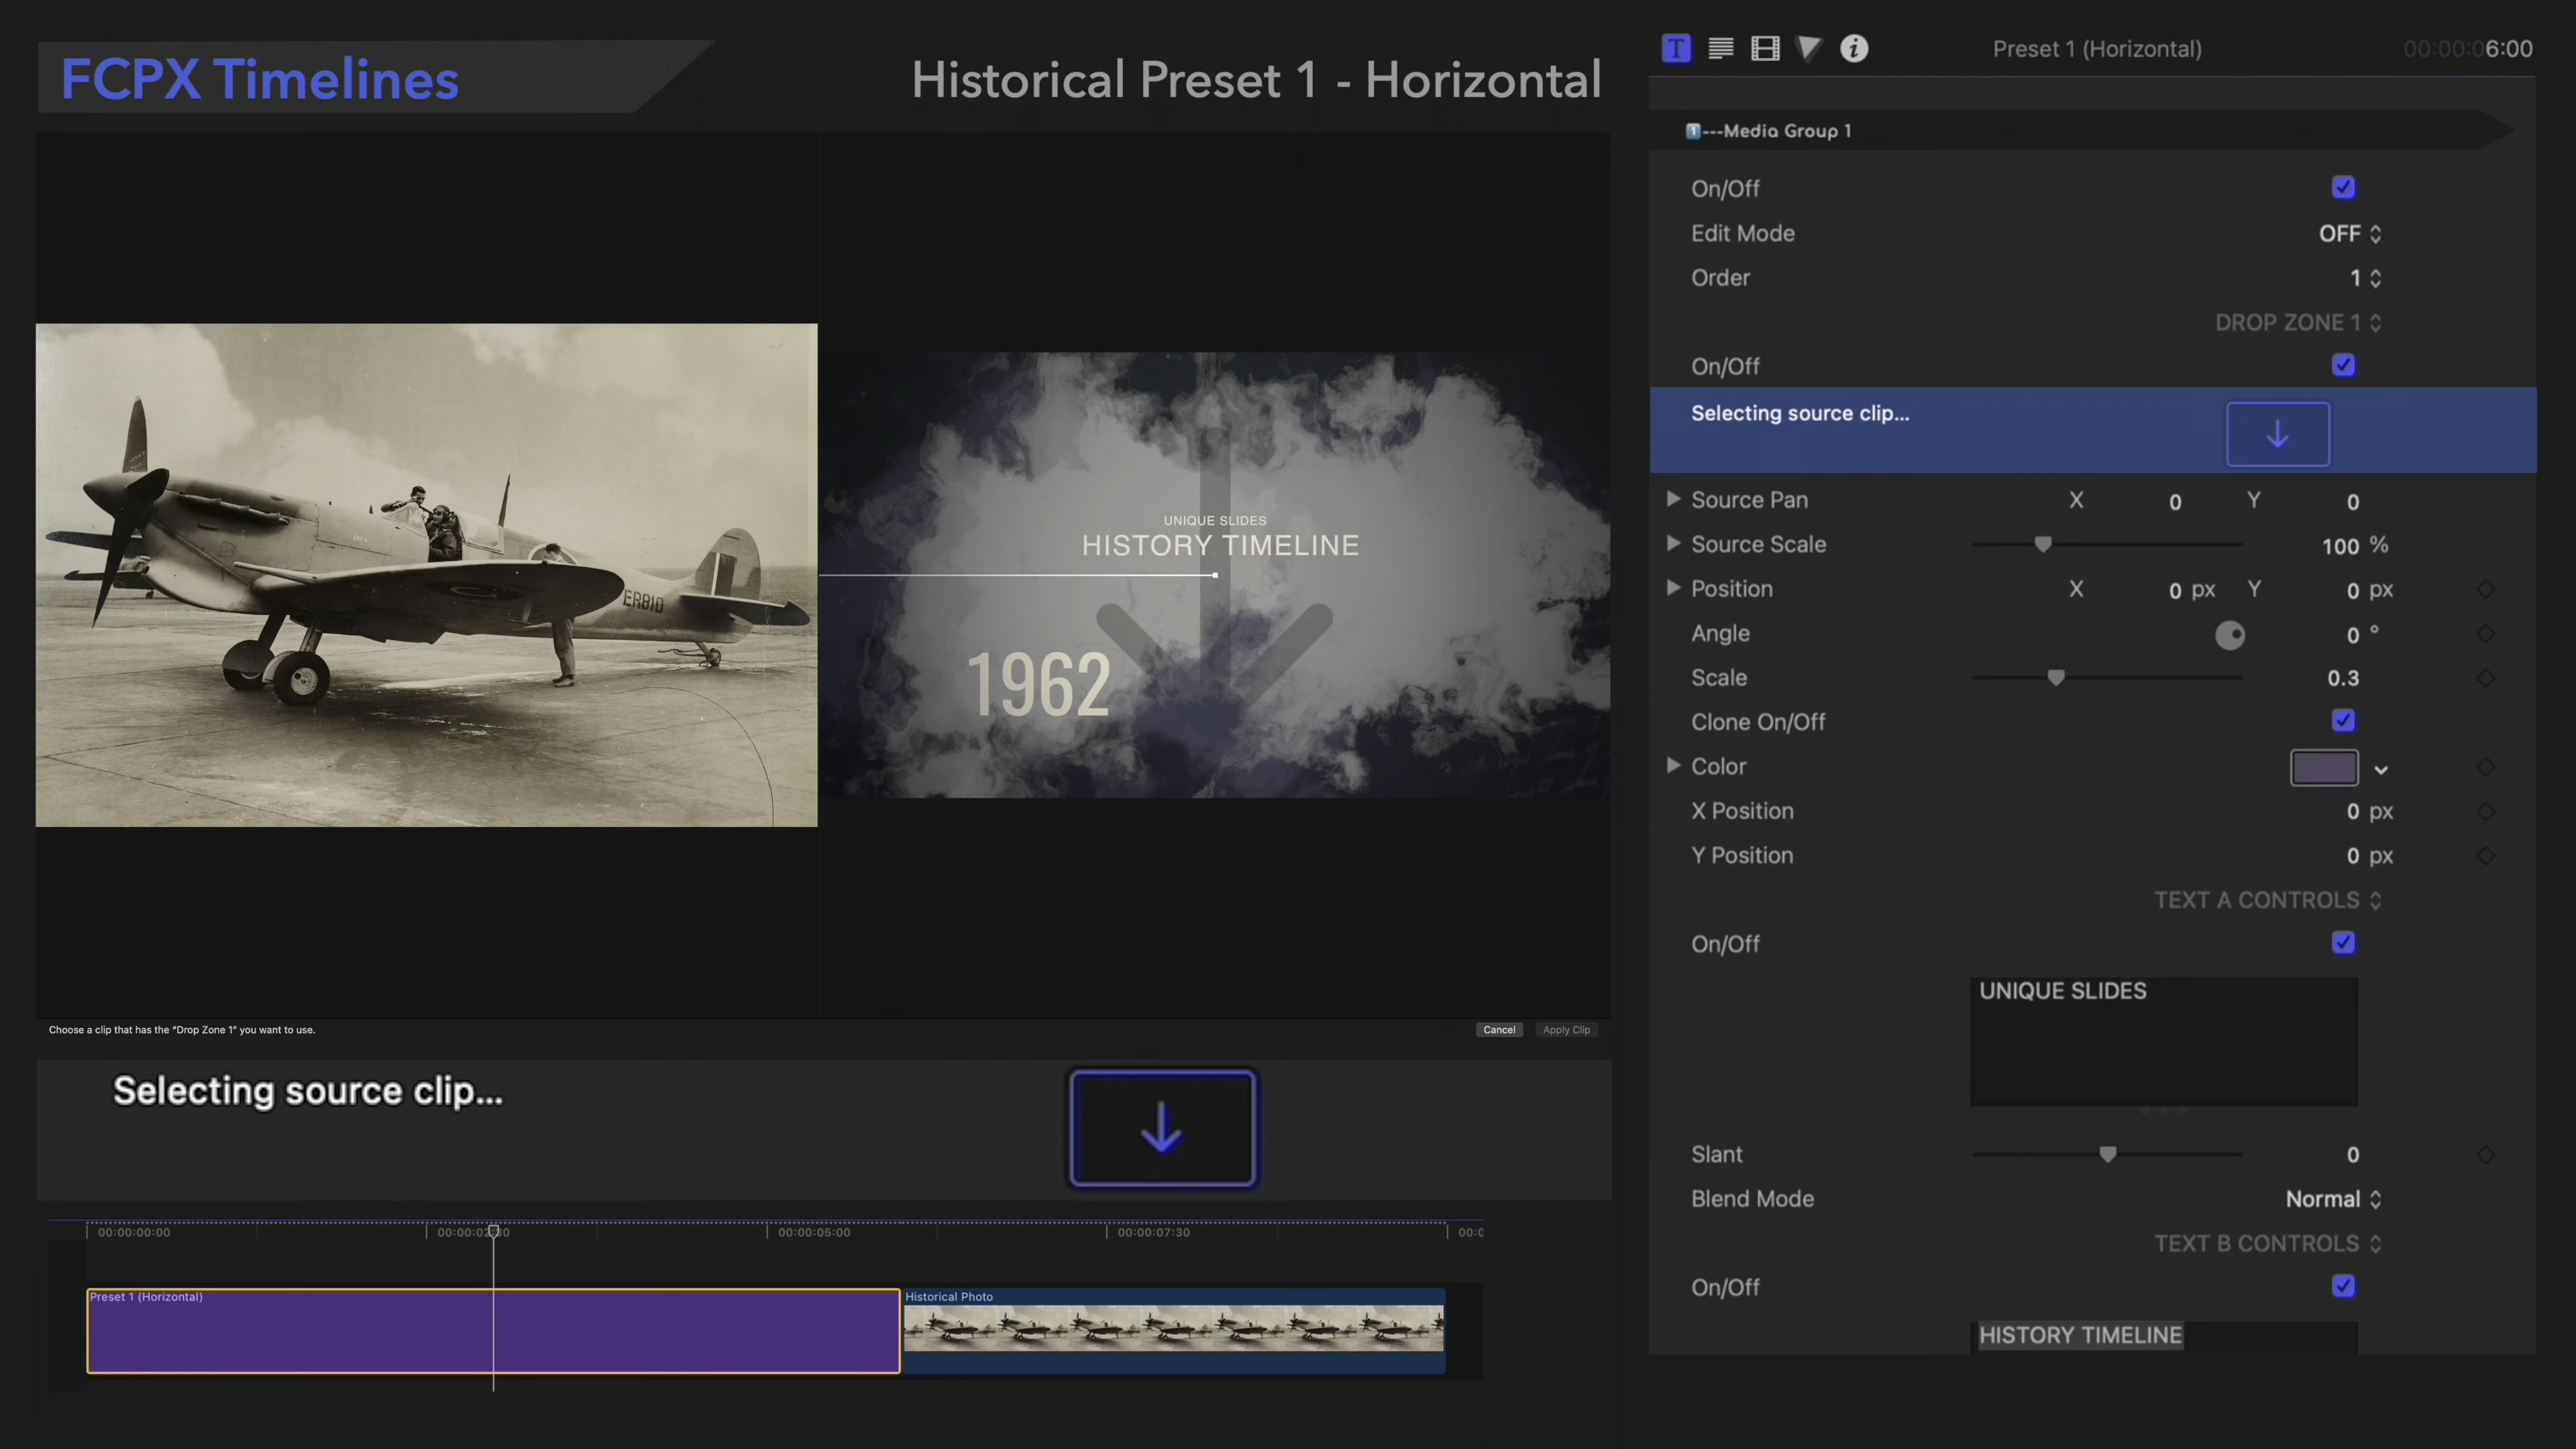 FCPX Timelines
Historical Preset 1 - Horizontal
UNIQUE SLIDES
HISTORY TIMELINE
1962
ER810
Choose a clip that has the “Drop Zone 1” you want to use.
Cancel
Apply Clip
Selecting source clip...
00:00:00:00
00:00:05:00
00:00:07:30
Preset 1 (Horizontal)
Historical Photo
T
i
Preset 1 (Horizontal)
00:00:06:00
1---Media Group 1
On/Off
Edit Mode OFF
Order 1
DROP ZONE 1
On/Off
Selecting source clip...
Source Pan X 0 Y 0
Source Scale 100 %
Position X 0 px Y 0 px
Angle 0 °
Scale 0.3
Clone On/Off
Color
X Position 0 px
Y Position 0 px
TEXT A CONTROLS
On/Off
UNIQUE SLIDES
Slant 0
Blend Mode Normal
TEXT B CONTROLS
On/Off
HISTORY TIMELINE